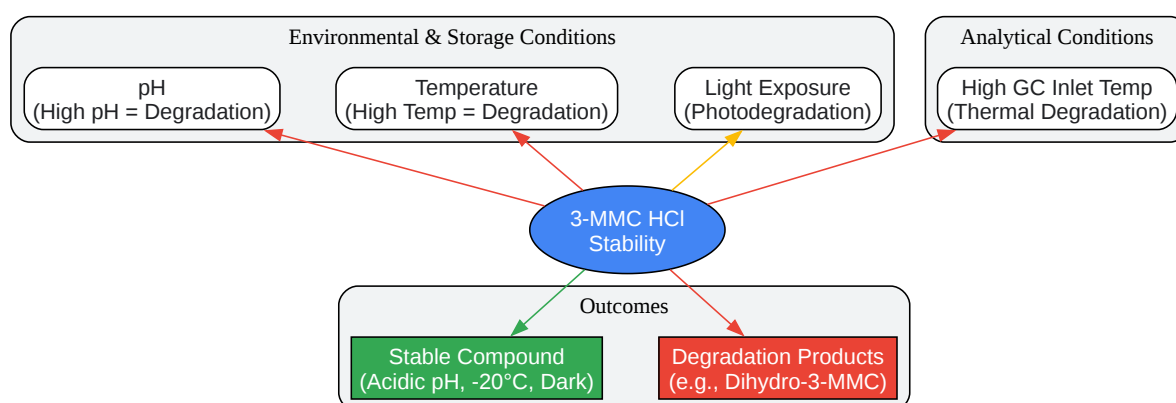 Environmental & Storage Conditions
pH
(High pH = Degradation)
Temperature
(High Temp = Degradation)
Light Exposure
(Photodegradation)
Analytical Conditions
High GC Inlet Temp
(Thermal Degradation)
3-MMC HCl
Stability
Outcomes
Stable Compound
(Acidic pH, -20°C, Dark)
Degradation Products
(e.g., Dihydro-3-MMC)